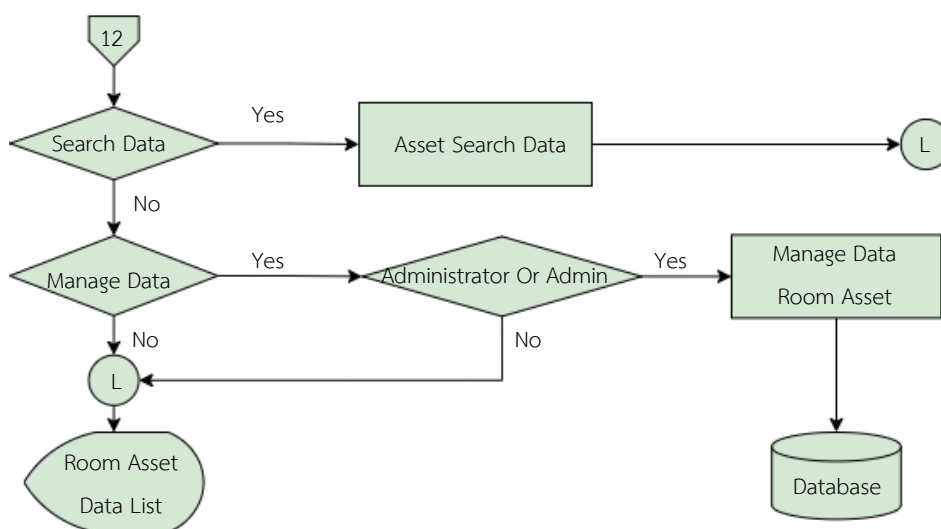 12
Yes
Search Data
Asset Search Data
L
No
Yes
Manage Data
Administrator Or Admin
Yes
Manage Data
Room Asset
No
No
L
Room Asset
Data List
Database